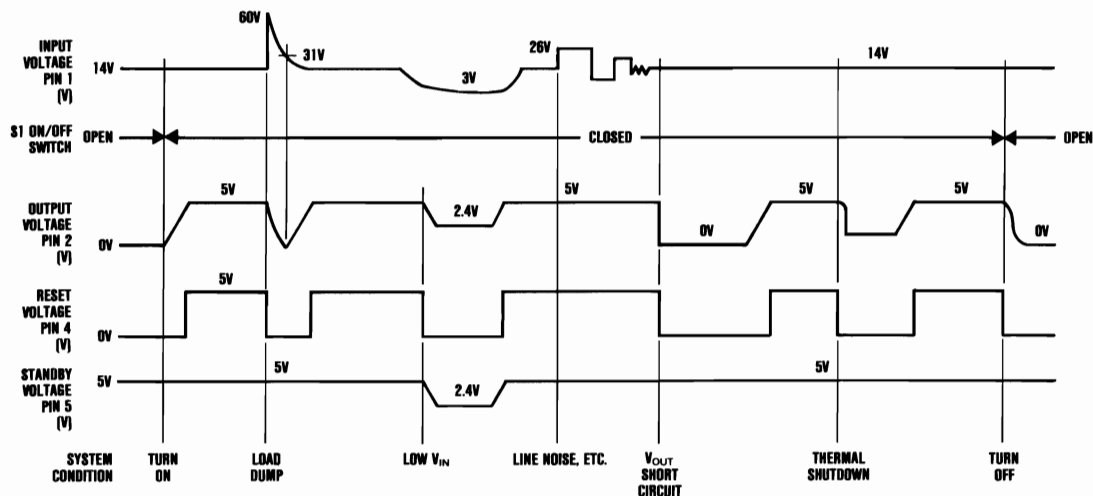 INPUT
VOLTAGE
PIN 1
(V)
14V
60V
31V
3V
26V
14V
S1 ON/OFF
SWITCH
OPEN
CLOSED
OPEN
OUTPUT
VOLTAGE
PIN 2
(V)
0V
5V
2.4V
5V
0V
5V
5V
0V
RESET
VOLTAGE
PIN 4
(V)
0V
5V
STANDBY
VOLTAGE
PIN 5
(V)
5V
5V
2.4V
5V
SYSTEM
CONDITION
TURN
ON
LOAD
DUMP
LOW VIN
LINE NOISE, ETC.
VOUT
SHORT
CIRCUIT
THERMAL
SHUTDOWN
TURN
OFF